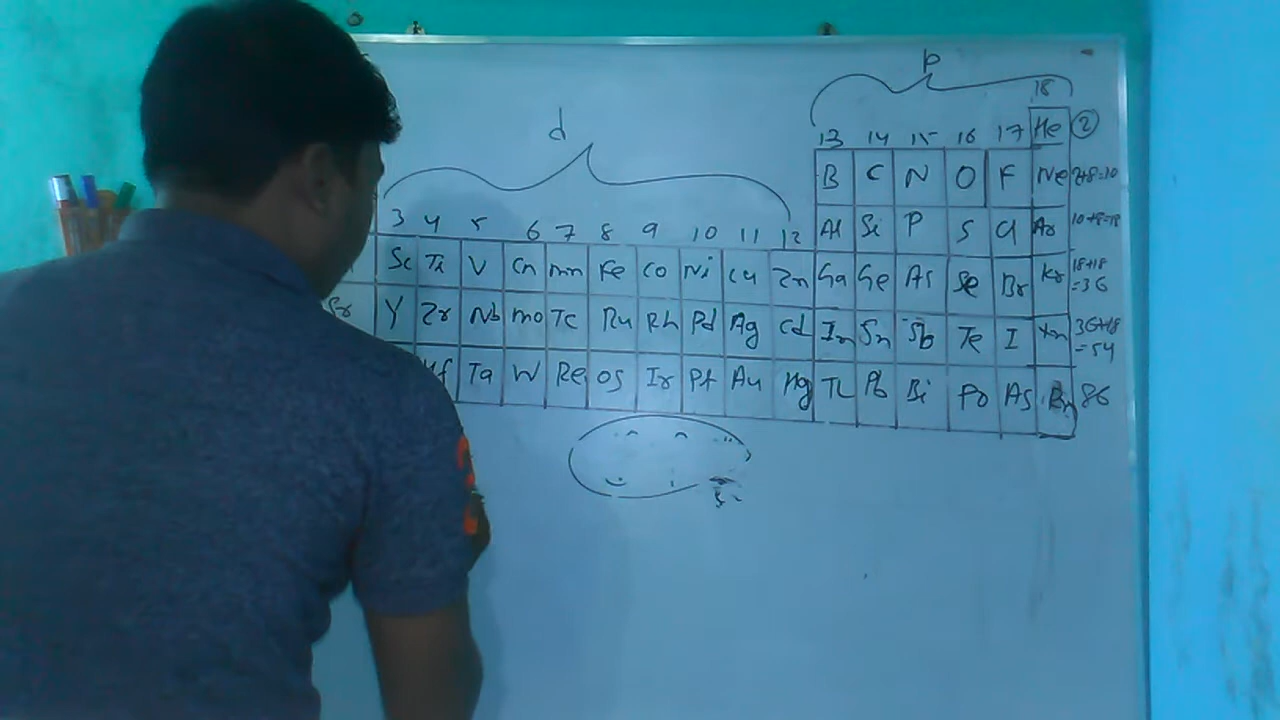 p
18
d
13 14 15 16 17 He 2
B C N O F Ne 2+8=10
3 4 5 6 7 8 9 10 11 12 Al Si P S Cl Ar 10+8=18
Sc Ti V Cn mn Fe Co Ni Cu Zn Ga Ge As Se Br Kr 18+18
=36
Sr Y Zr Nb mo Tc Ru Rh Pd Ag Cd In Sn Sb Te I Xn 36+18
=54
Hf Ta W Re Os Ir Pt Au Hg TL Pb Bi Po As Rn 86